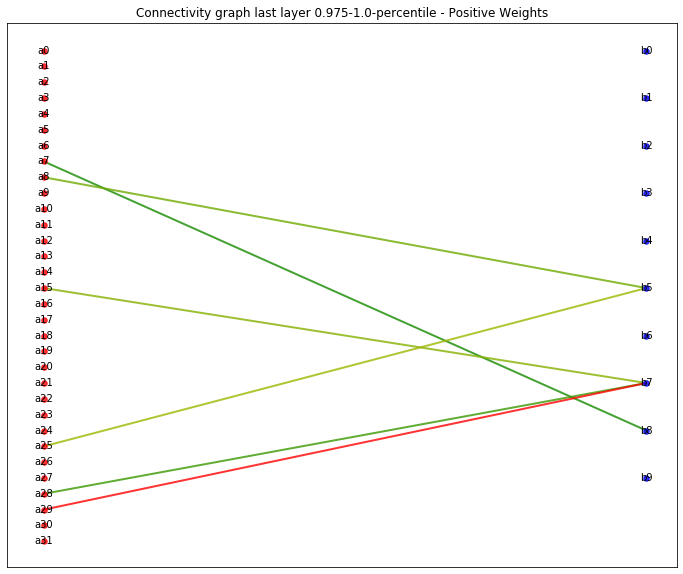 Connectivity graph last layer 0.975-1.0-percentile - Positive Weights
a0
a1
a2
a3
a4
a5
a6
a7
a8
a9
a10
a11
a12
a13
a14
a15
a16
a17
a18
a19
a20
a21
a22
a23
a24
a25
a26
a27
a28
a29
a30
a31
b0
b1
b2
b3
b4
b5
b6
b7
b8
b9